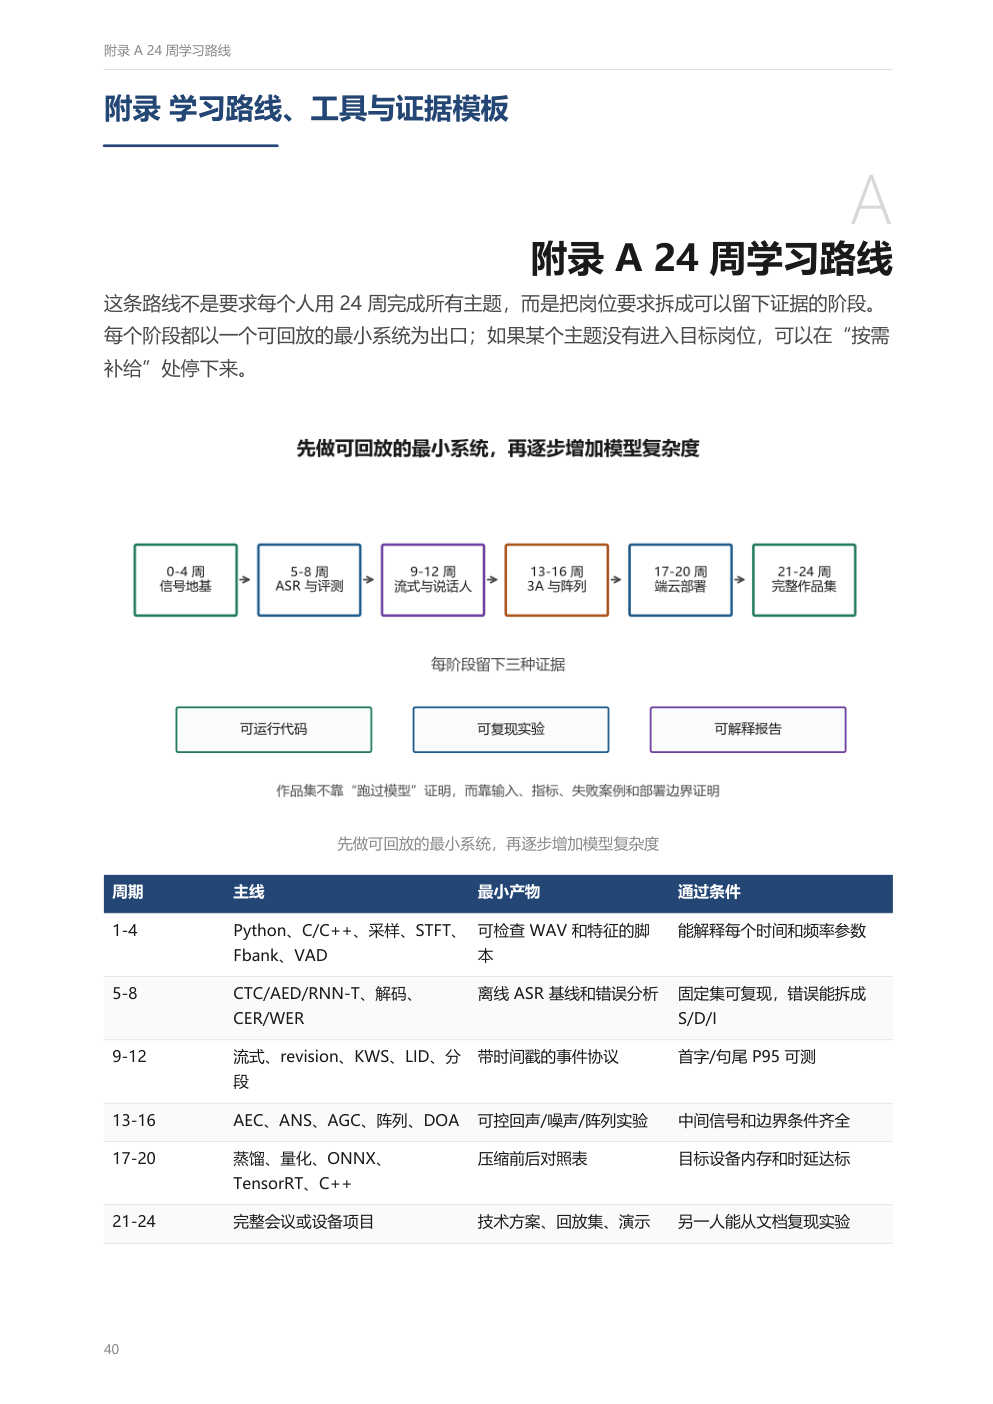 附录 A 24 周学习路线
附录 学习路线、工具与证据模板
A
附录 A 24 周学习路线
这条路线不是要求每个人用 24 周完成所有主题，而是把岗位要求拆成可以留下证据的阶段。
每个阶段都以一个可回放的最小系统为出口；如果某个主题没有进入目标岗位，可以在“按需
补给”处停下来。
先做可回放的最小系统，再逐步增加模型复杂度
0-4 周
信号地基
5-8 周
ASR 与评测
9-12 周
流式与说话人
13-16 周
3A 与阵列
17-20 周
端云部署
21-24 周
完整作品集
每阶段留下三种证据
可运行代码
可复现实验
可解释报告
作品集不靠“跑过模型”证明，而靠输入、指标、失败案例和部署边界证明
先做可回放的最小系统，再逐步增加模型复杂度
周期 主线 最小产物 通过条件
1-4 Python、C/C++、采样、STFT、 可检查 WAV 和特征的脚 能解释每个时间和频率参数
Fbank、VAD 本
5-8 CTC/AED/RNN-T、解码、 离线 ASR 基线和错误分析 固定集可复现，错误能拆成
CER/WER S/D/I
9-12 流式、revision、KWS、LID、分 带时间戳的事件协议 首字/句尾 P95 可测
段
13-16 AEC、ANS、AGC、阵列、DOA 可控回声/噪声/阵列实验 中间信号和边界条件齐全
17-20 蒸馏、量化、ONNX、 压缩前后对照表 目标设备内存和时延达标
TensorRT、C++
21-24 完整会议或设备项目 技术方案、回放集、演示 另一人能从文档复现实验
40